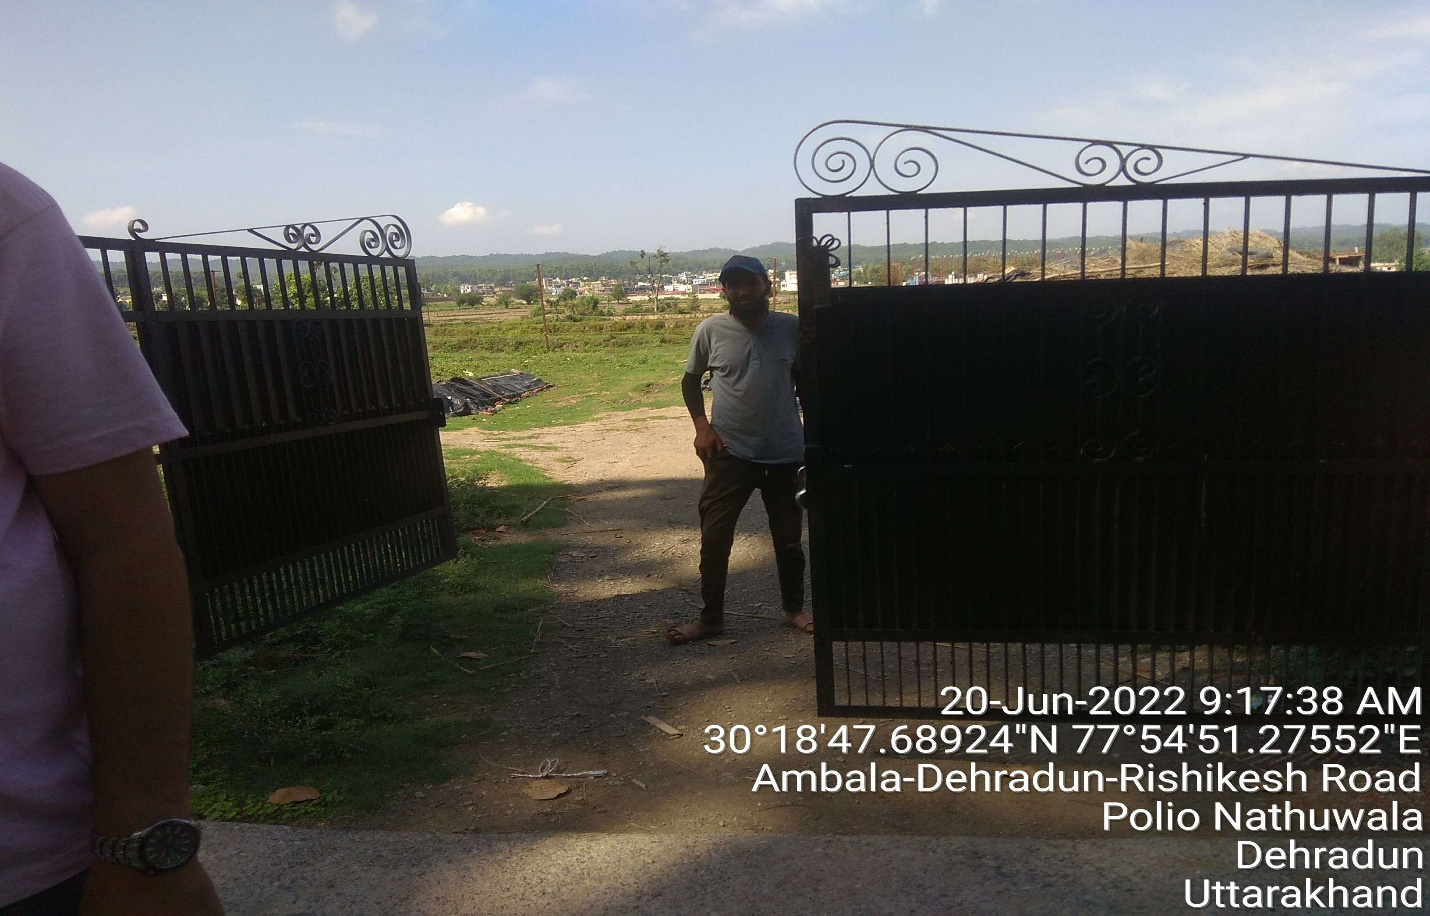 20-Jun-2022 9:17:38 AM
30°18'47.68924"N 77°54'51.27552"E
Ambala-Dehradun-Rishikesh Road
Polio Nathuwala
Dehradun
Uttarakhand